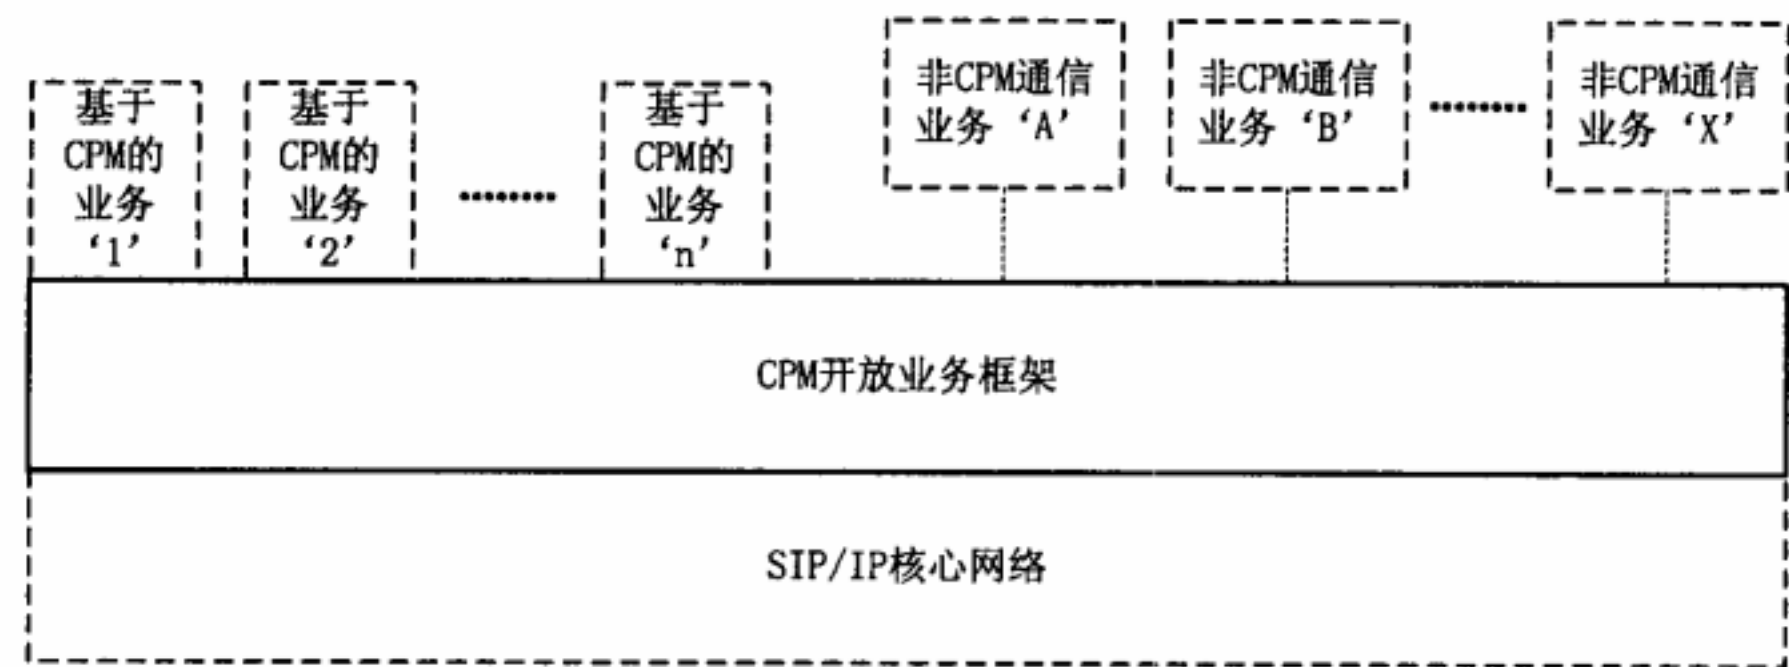 基于
CPM的
业务
‘1’
基于
CPM的
业务
‘2’
基于
CPM的
业务
‘n’
非CPM通信
业务‘A’
非CPM通信
业务‘B’
非CPM通信
业务‘X’
CPM开放业务框架
SIP/IP核心网络